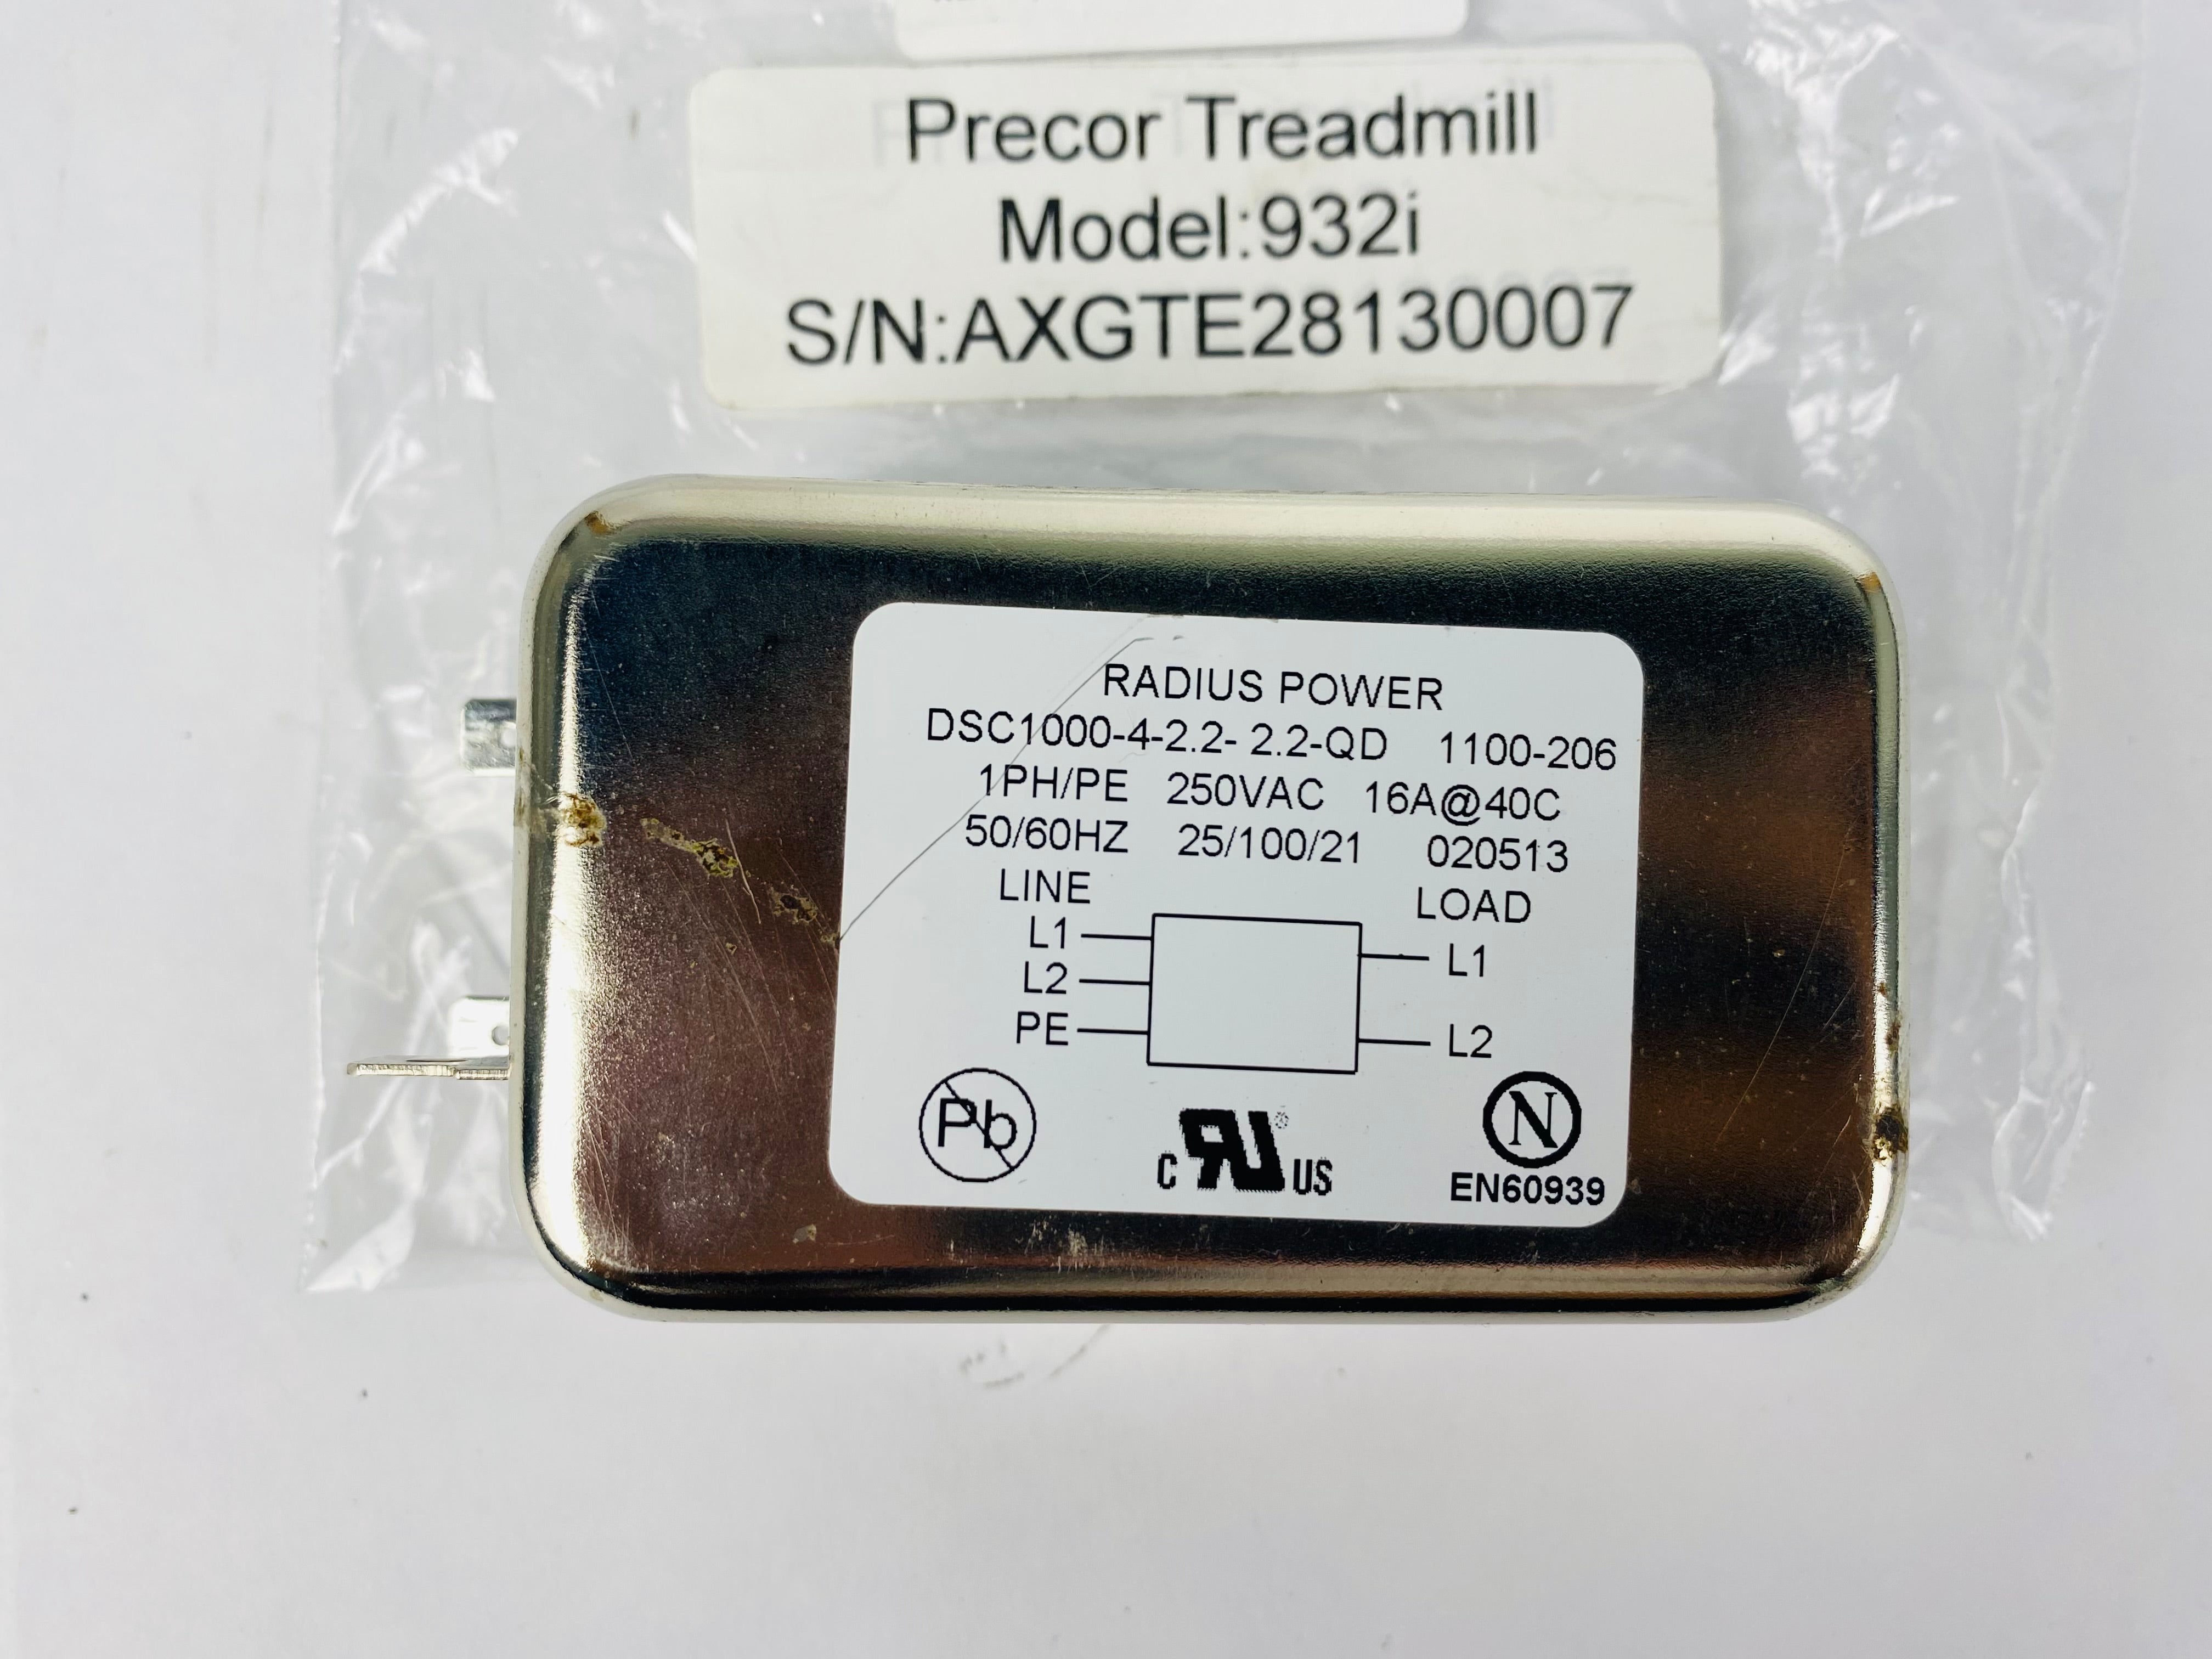 Precor Treadmill
Model:932i
S/N:AXGTE28130007
RADIUS POWER
DSC1000-4-2.2- 2.2-QD 1100-206
1PH/PE 250VAC 16A@40C
50/60HZ 25/100/21 020513
LINE LOAD
L1 L1
L2
PE L2
Pb
c RU ® US
N
EN60939